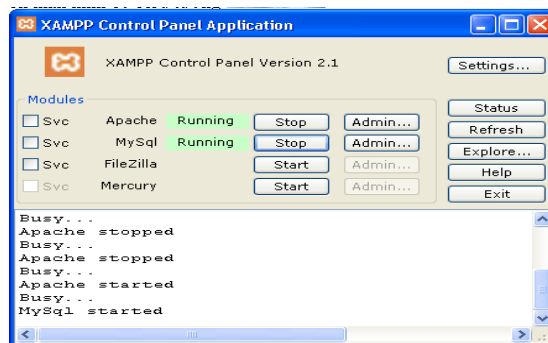 XAMPP Control Panel Application
XAMPP Control Panel Version 2.1
Settings...
Modules
Svc Apache Running Stop Admin...
Svc MySql Running Stop Admin...
Svc FileZilla Start Admin...
Svc Mercury Start Admin...
Status
Refresh
Explore...
Help
Exit
Busy...
Apache stopped
Busy...
Apache stopped
Busy...
Apache started
Busy...
MySql started